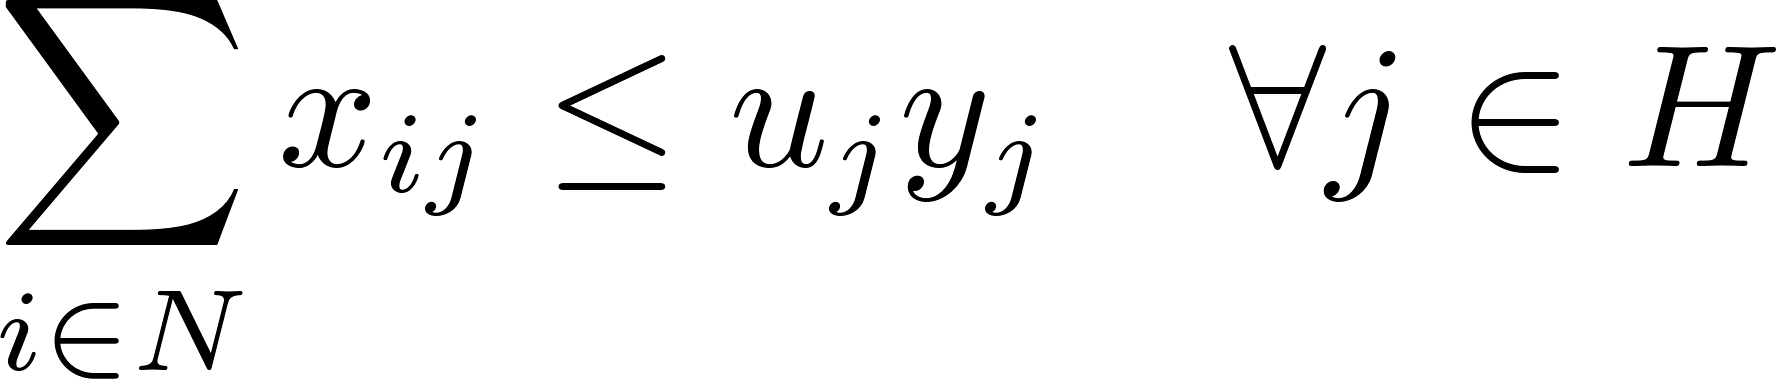 \sum_{i \in N} x_{ij} \leq u_j y_j \quad \forall j \in H